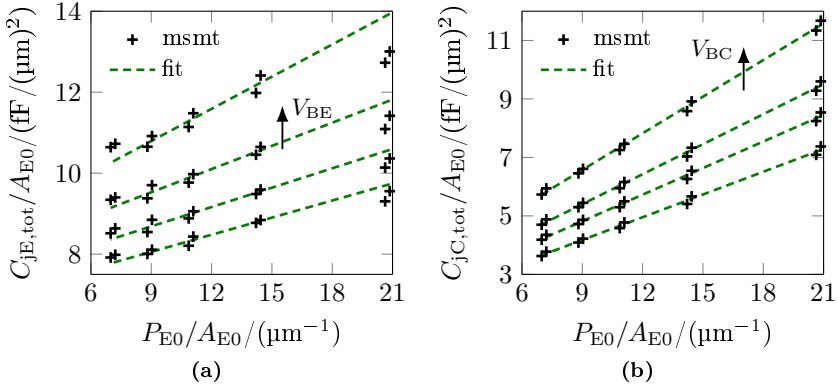 14
12
10
8
6 9 12 15 18 21
C_jE,tot/A_E0/(fF/(µm)²)
P_E0/A_E0/(µm⁻¹)
msmt
fit
V_BE
(a)
11
9
7
5
3
6 9 12 15 18 21
C_jC,tot/A_E0/(fF/(µm)²)
P_E0/A_E0/(µm⁻¹)
msmt
fit
V_BC
(b)